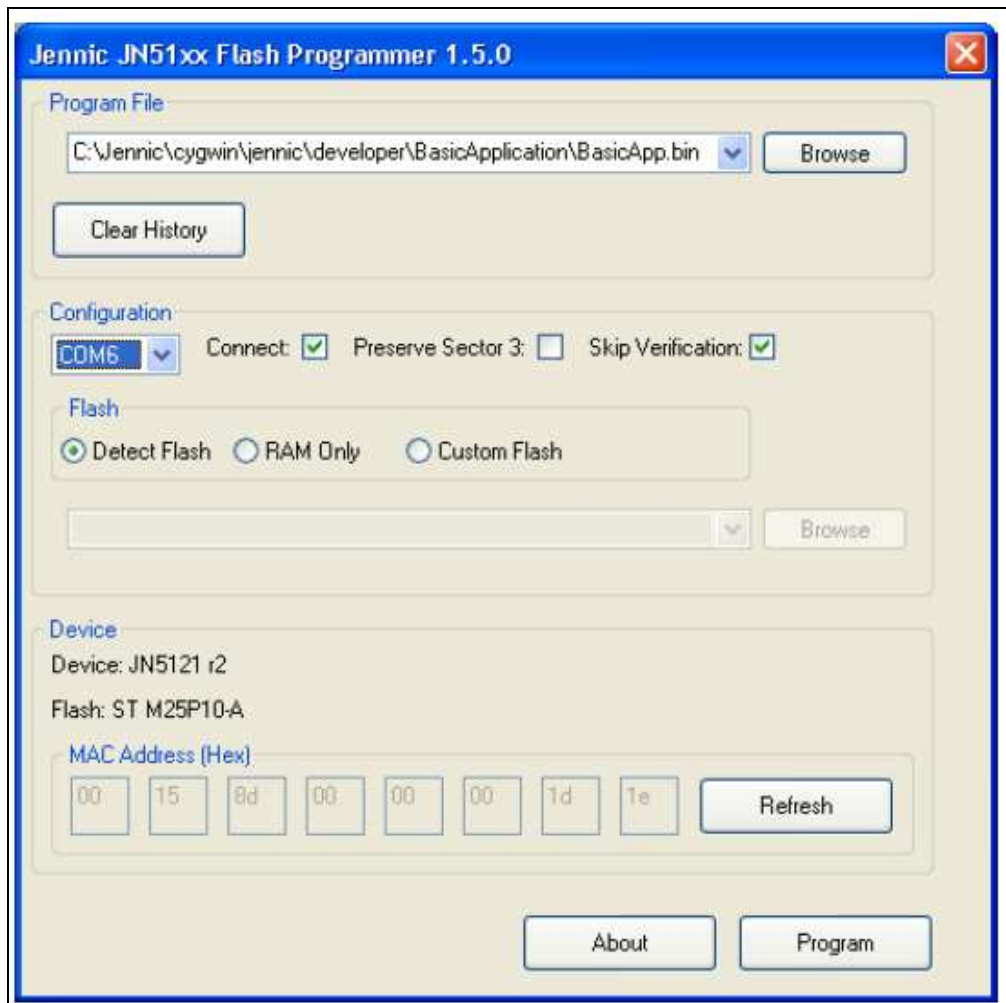 Jennic JN51xx Flash Programmer 1.5.0
Program File
C:\Jennic\cygwin\jennic\developer\BasicApplication\BasicApp.bin Browse
Clear History
Configuration
COM6 Connect: Preserve Sector 3: Skip Verification:
Flash
Detect Flash RAM Only Custom Flash
Browse
Device
Device: JN5121 r2
Flash: ST M25P10-A
MAC Address (Hex)
00 15 8d 00 00 00 1d 1e Refresh
About Program